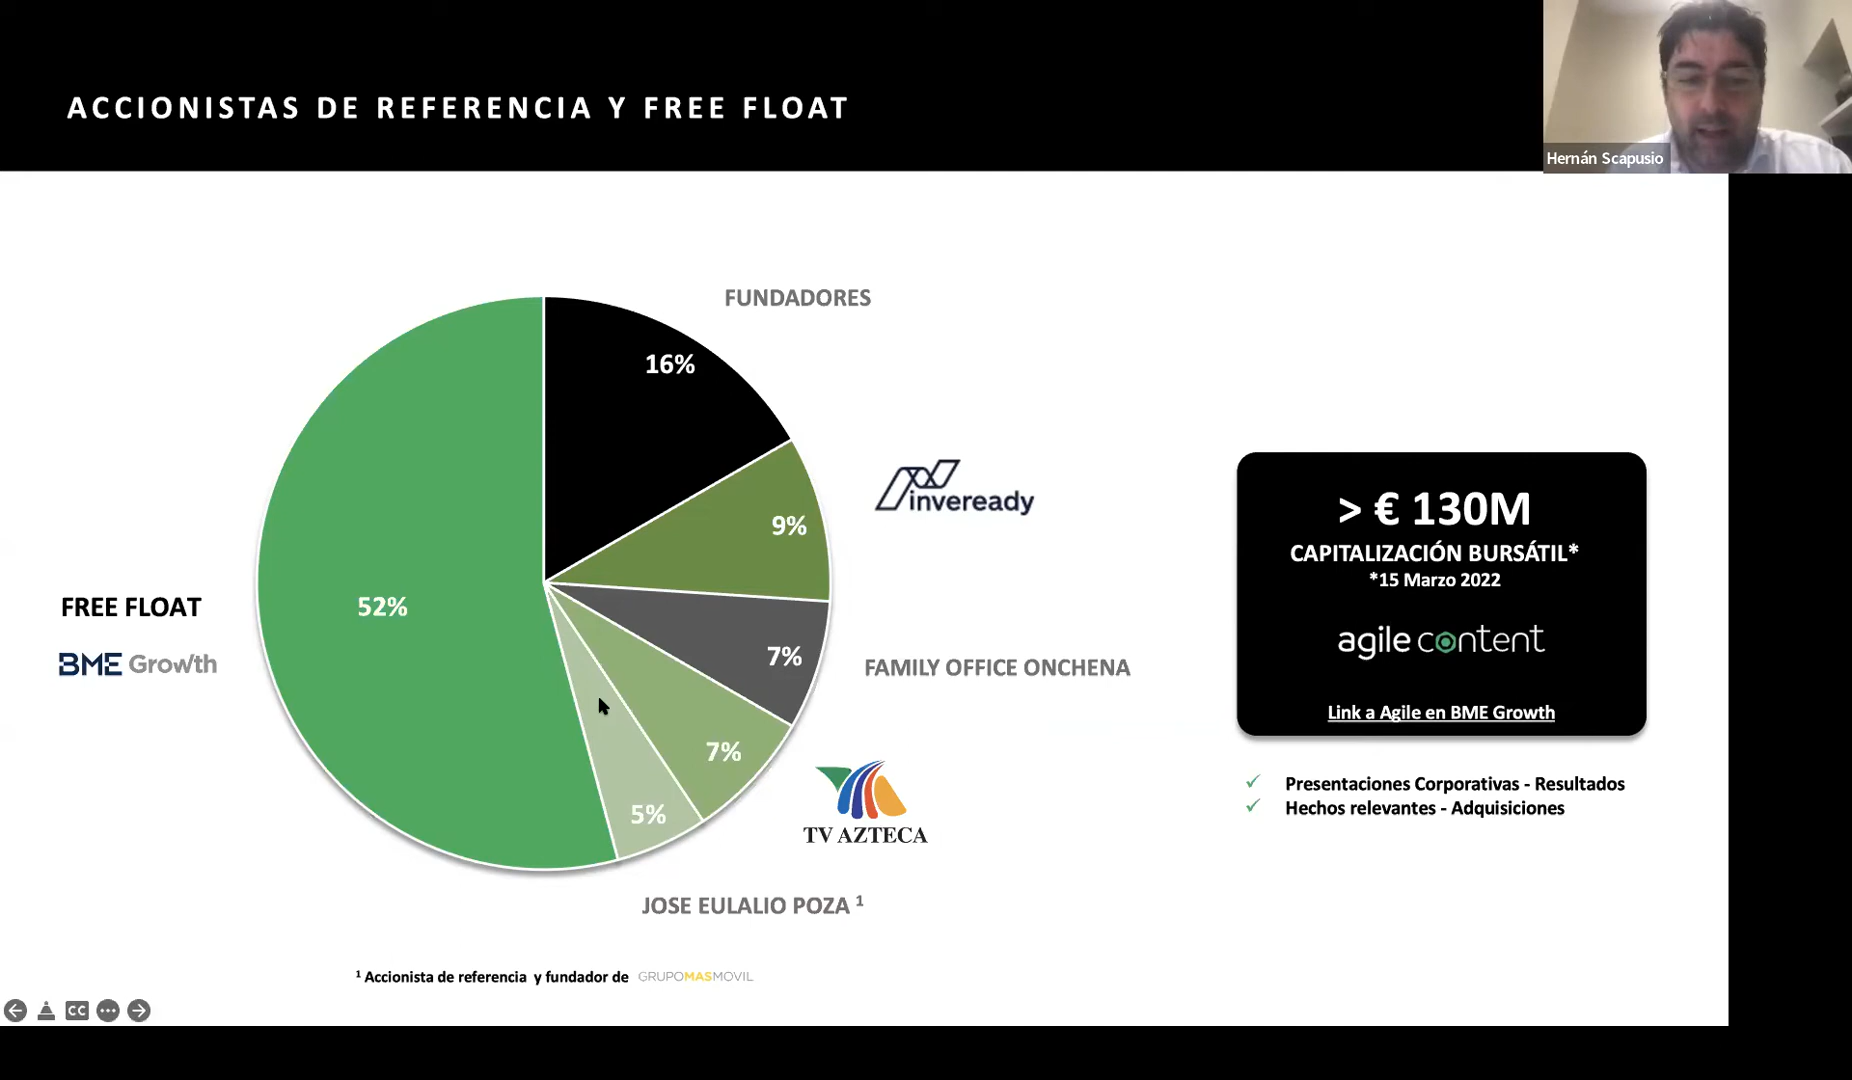 ACCIONISTAS DE REFERENCIA Y FREE FLOAT
Hernán Scapusio
FUNDADORES
16%
inveready
9%
FREE FLOAT
52%
BME Growth
7%
FAMILY OFFICE ONCHENA
7%
TV AZTECA
5%
JOSE EULALIO POZA ¹
¹ Accionista de referencia y fundador de GRUPOMASMOVIL
> € 130M
CAPITALIZACIÓN BURSÁTIL*
*15 Marzo 2022
agile content
Link a Agile en BME Growth
✓ Presentaciones Corporativas - Resultados
✓ Hechos relevantes - Adquisiciones
CC